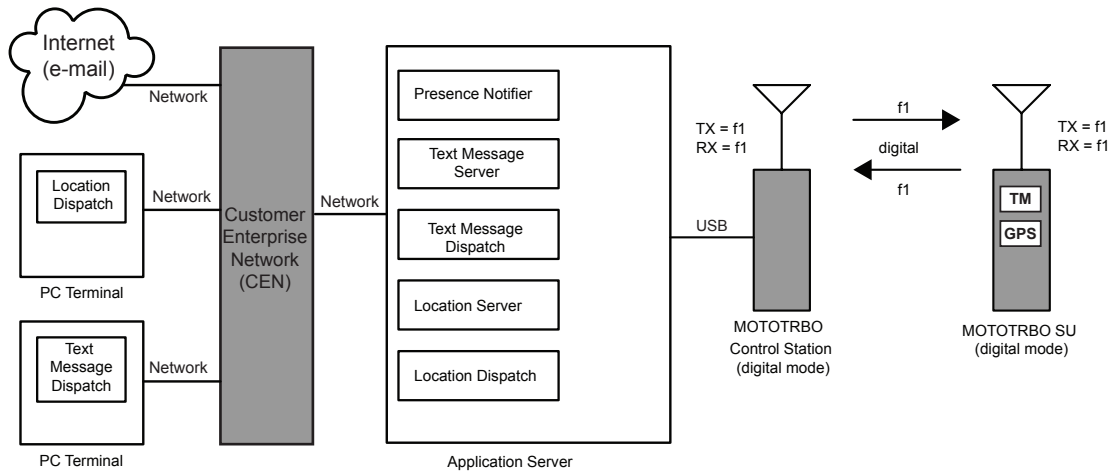 Internet
(e-mail)
Network
Location
Dispatch
Network
PC Terminal
Text
Message
Dispatch
Network
PC Terminal
Customer
Enterprise
Network
(CEN)
Network
Presence Notifier
Text Message
Server
Text Message
Dispatch
Location Server
Location Dispatch
Application Server
USB
TX = f1
RX = f1
MOTOTRBO
Control Station
(digital mode)
f1
digital
f1
TX = f1
RX = f1
TM
GPS
MOTOTRBO SU
(digital mode)